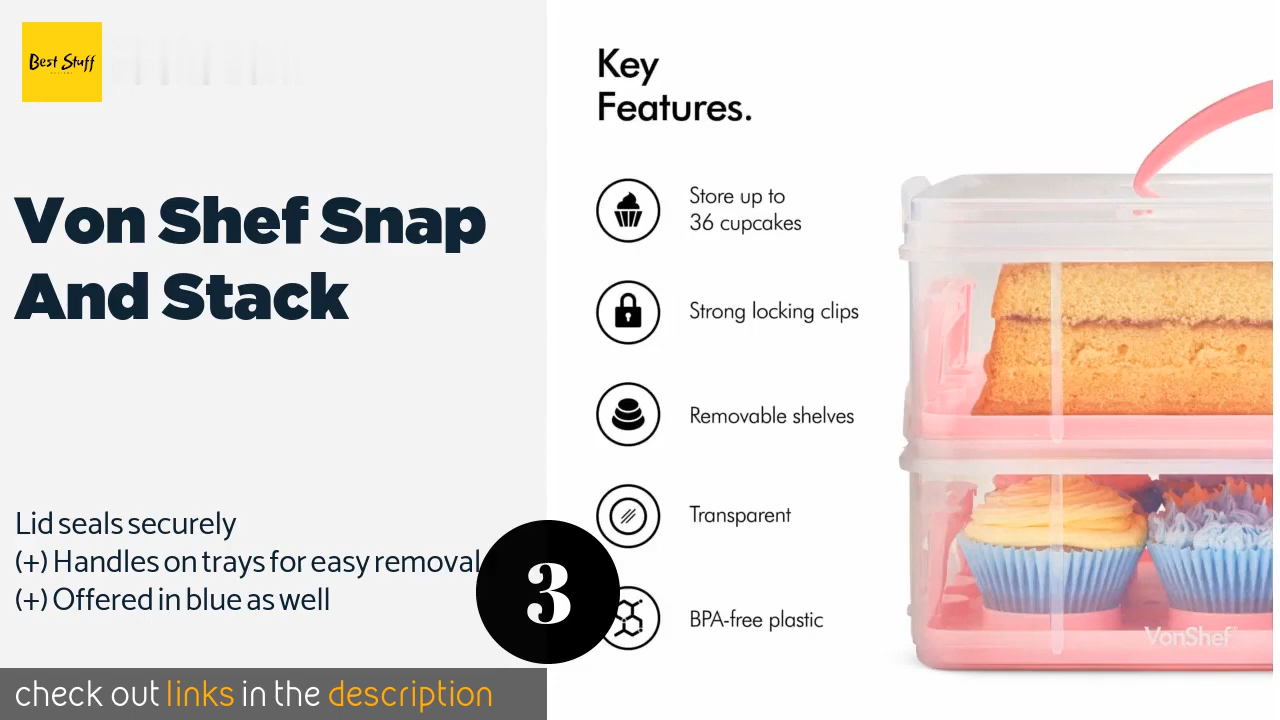 Best Stuff
Von Shef Snap
And Stack
Lid seals securely
(+) Handles on trays for easy removal
(+) Offered in blue as well
check out links in the description
3
Key
Features.
Store up to
36 cupcakes
Strong locking clips
Removable shelves
Transparent
BPA-free plastic
VonShef